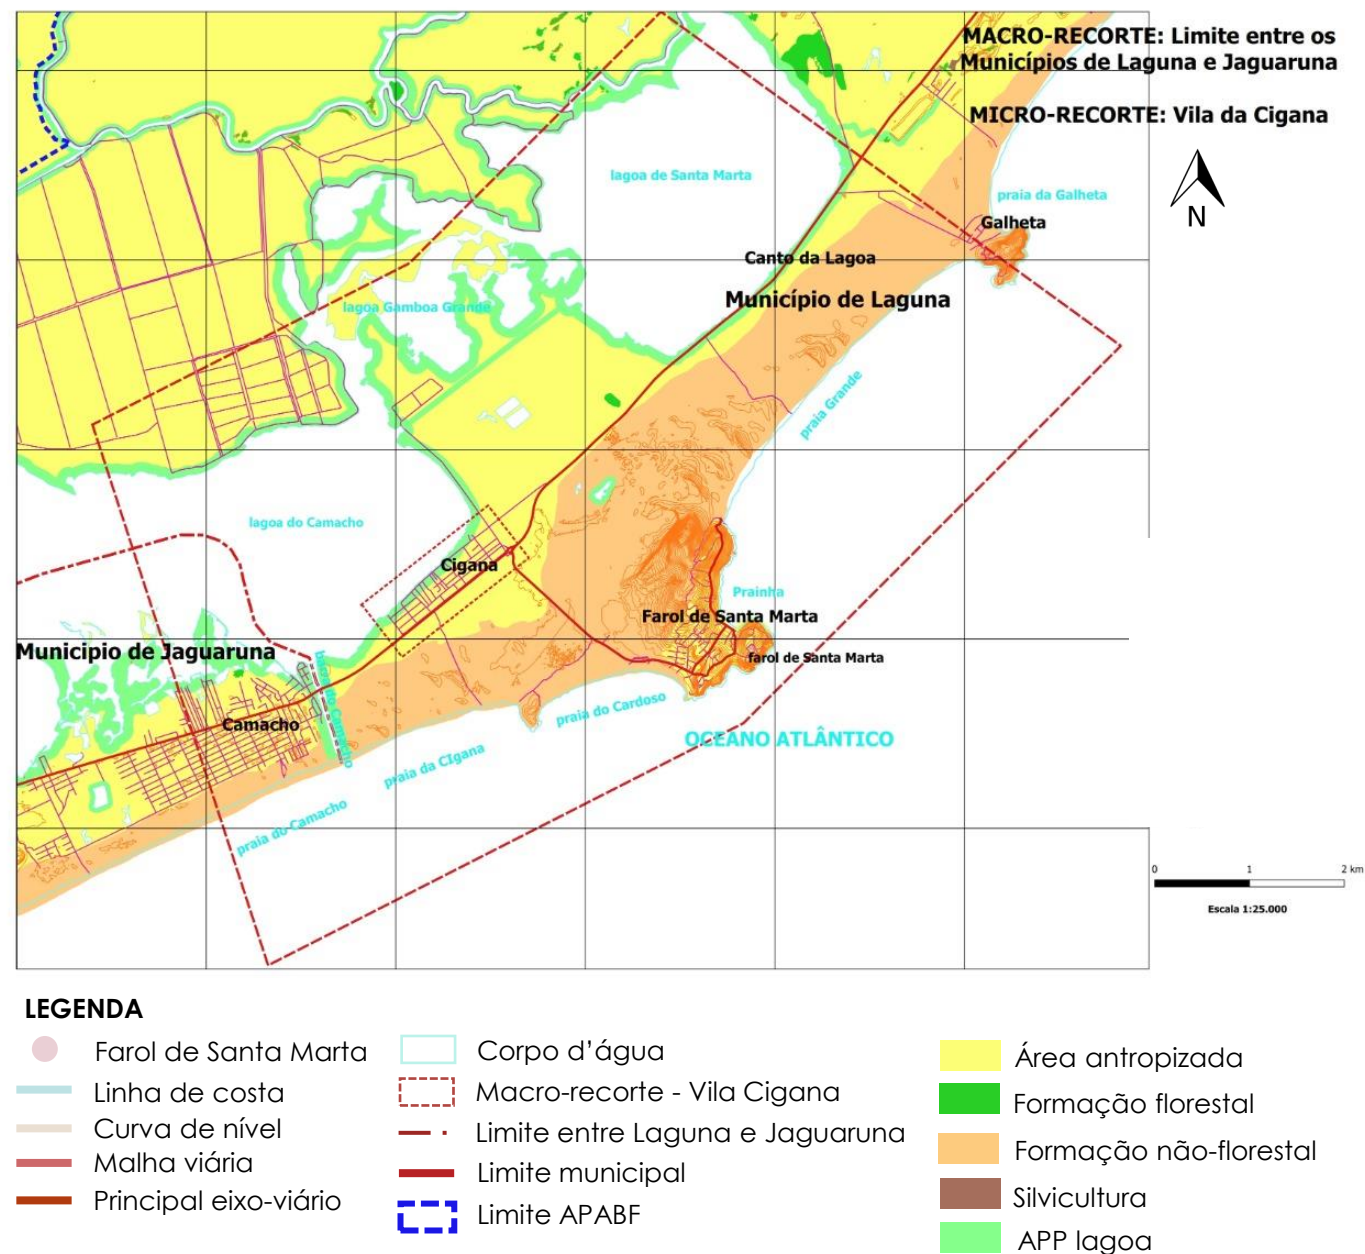 MACRO-RECORTE: Limite entre os
Municípios de Laguna e Jaguaruna
MICRO-RECORTE: Vila da Cigana
N
lagoa de Santa Marta
praia da Galheta
Galheta
Canto da Lagoa
Município de Laguna
lagoa Gamboa Grande
praia Grande
lagoa do Camacho
Cigana
Prainha
Farol de Santa Marta
farol de Santa Marta
Municipio de Jaguaruna
barra do Camacho
Camacho
praia do Cardoso
OCEANO ATLÂNTICO
praia da CIgana
praia do Camacho
0 1 2 km
Escala 1:25.000
LEGENDA
Farol de Santa Marta
Linha de costa
Curva de nível
Malha viária
Principal eixo-viário
Corpo d’água
Macro-recorte - Vila Cigana
Limite entre Laguna e Jaguaruna
Limite municipal
Limite APABF
Área antropizada
Formação florestal
Formação não-florestal
Silvicultura
APP lagoa